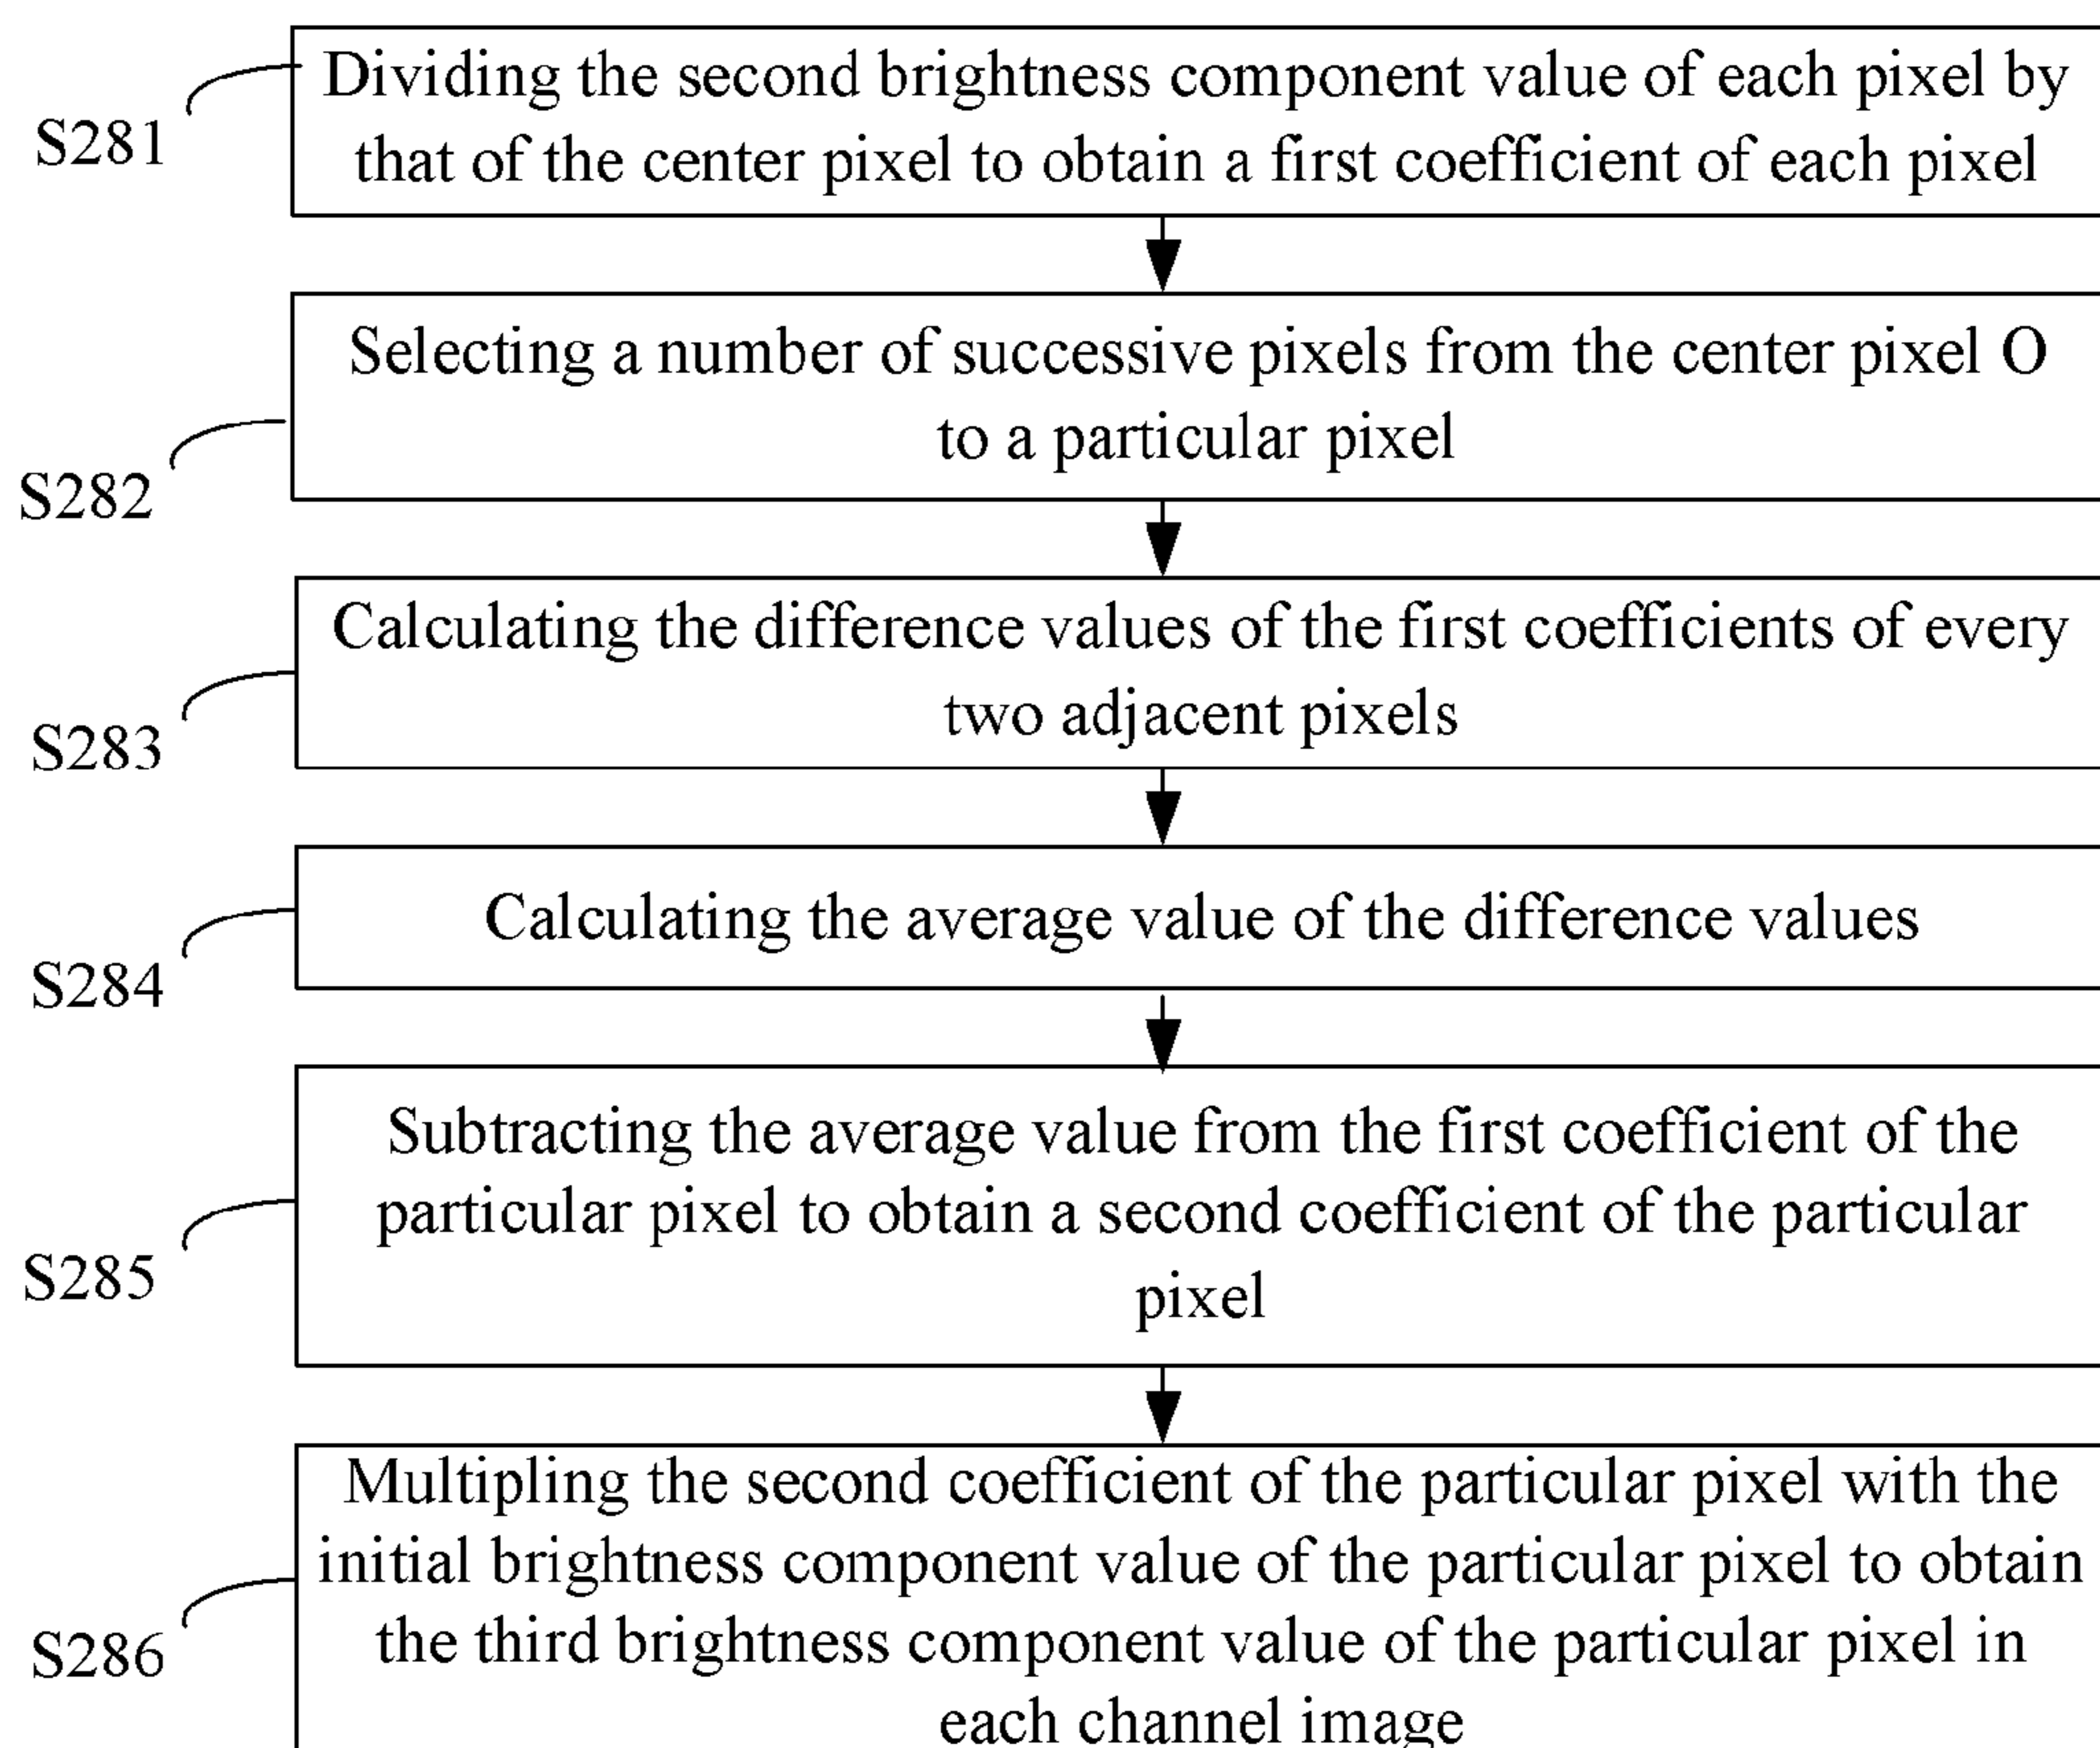 Dividing the second brightness component value of each pixel by
that of the center pixel to obtain a first coefficient of each pixel
S281
Selecting a number of successive pixels from the center pixel O
to a particular pixel
S282
Calculating the difference values of the first coefficients of every
two adjacent pixels
S283
Calculating the average value of the difference values
S284
Subtracting the average value from the first coefficient of the
particular pixel to obtain a second coefficient of the particular
pixel
S285
Multipling the second coefficient of the particular pixel with the
initial brightness component value of the particular pixel to obtain
the third brightness component value of the particular pixel in
each channel image
S286